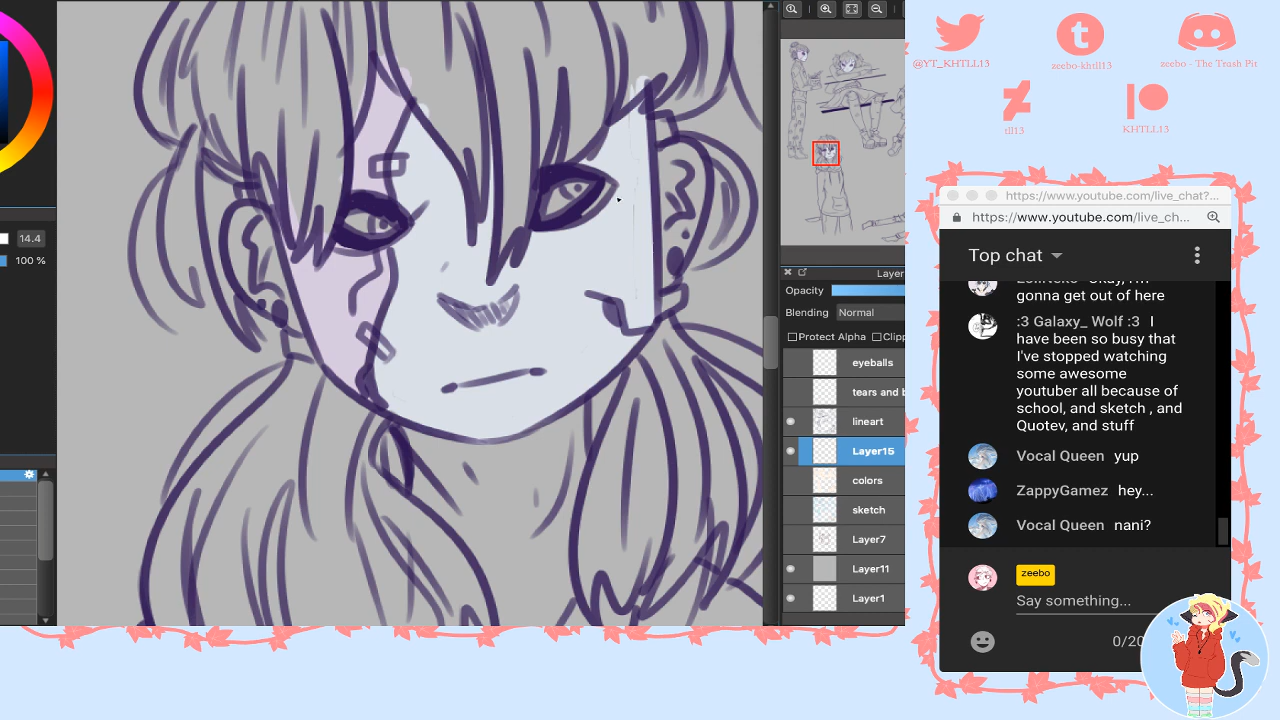 14.4
100 %
Layer
Opacity
Blending Normal
Protect Alpha Clipp
eyeballs
tears and b
lineart
Layer15
colors
sketch
Layer7
Layer11
Layer1
@YT_KHTLL13
zeebo-khtll13
zeebo - The Trash Pit
tll13
KHTLL13
https://www.youtube.com/live_chat?...
https://www.youtube.com/live_ch...
Top chat
gonna get out of here
:3 Galaxy_ Wolf :3 I
have been so busy that
I've stopped watching
some awesome
youtuber all because of
school, and sketch , and
Quotev, and stuff
Vocal Queen yup
ZappyGamez hey...
Vocal Queen nani?
zeebo
Say something...
0/20